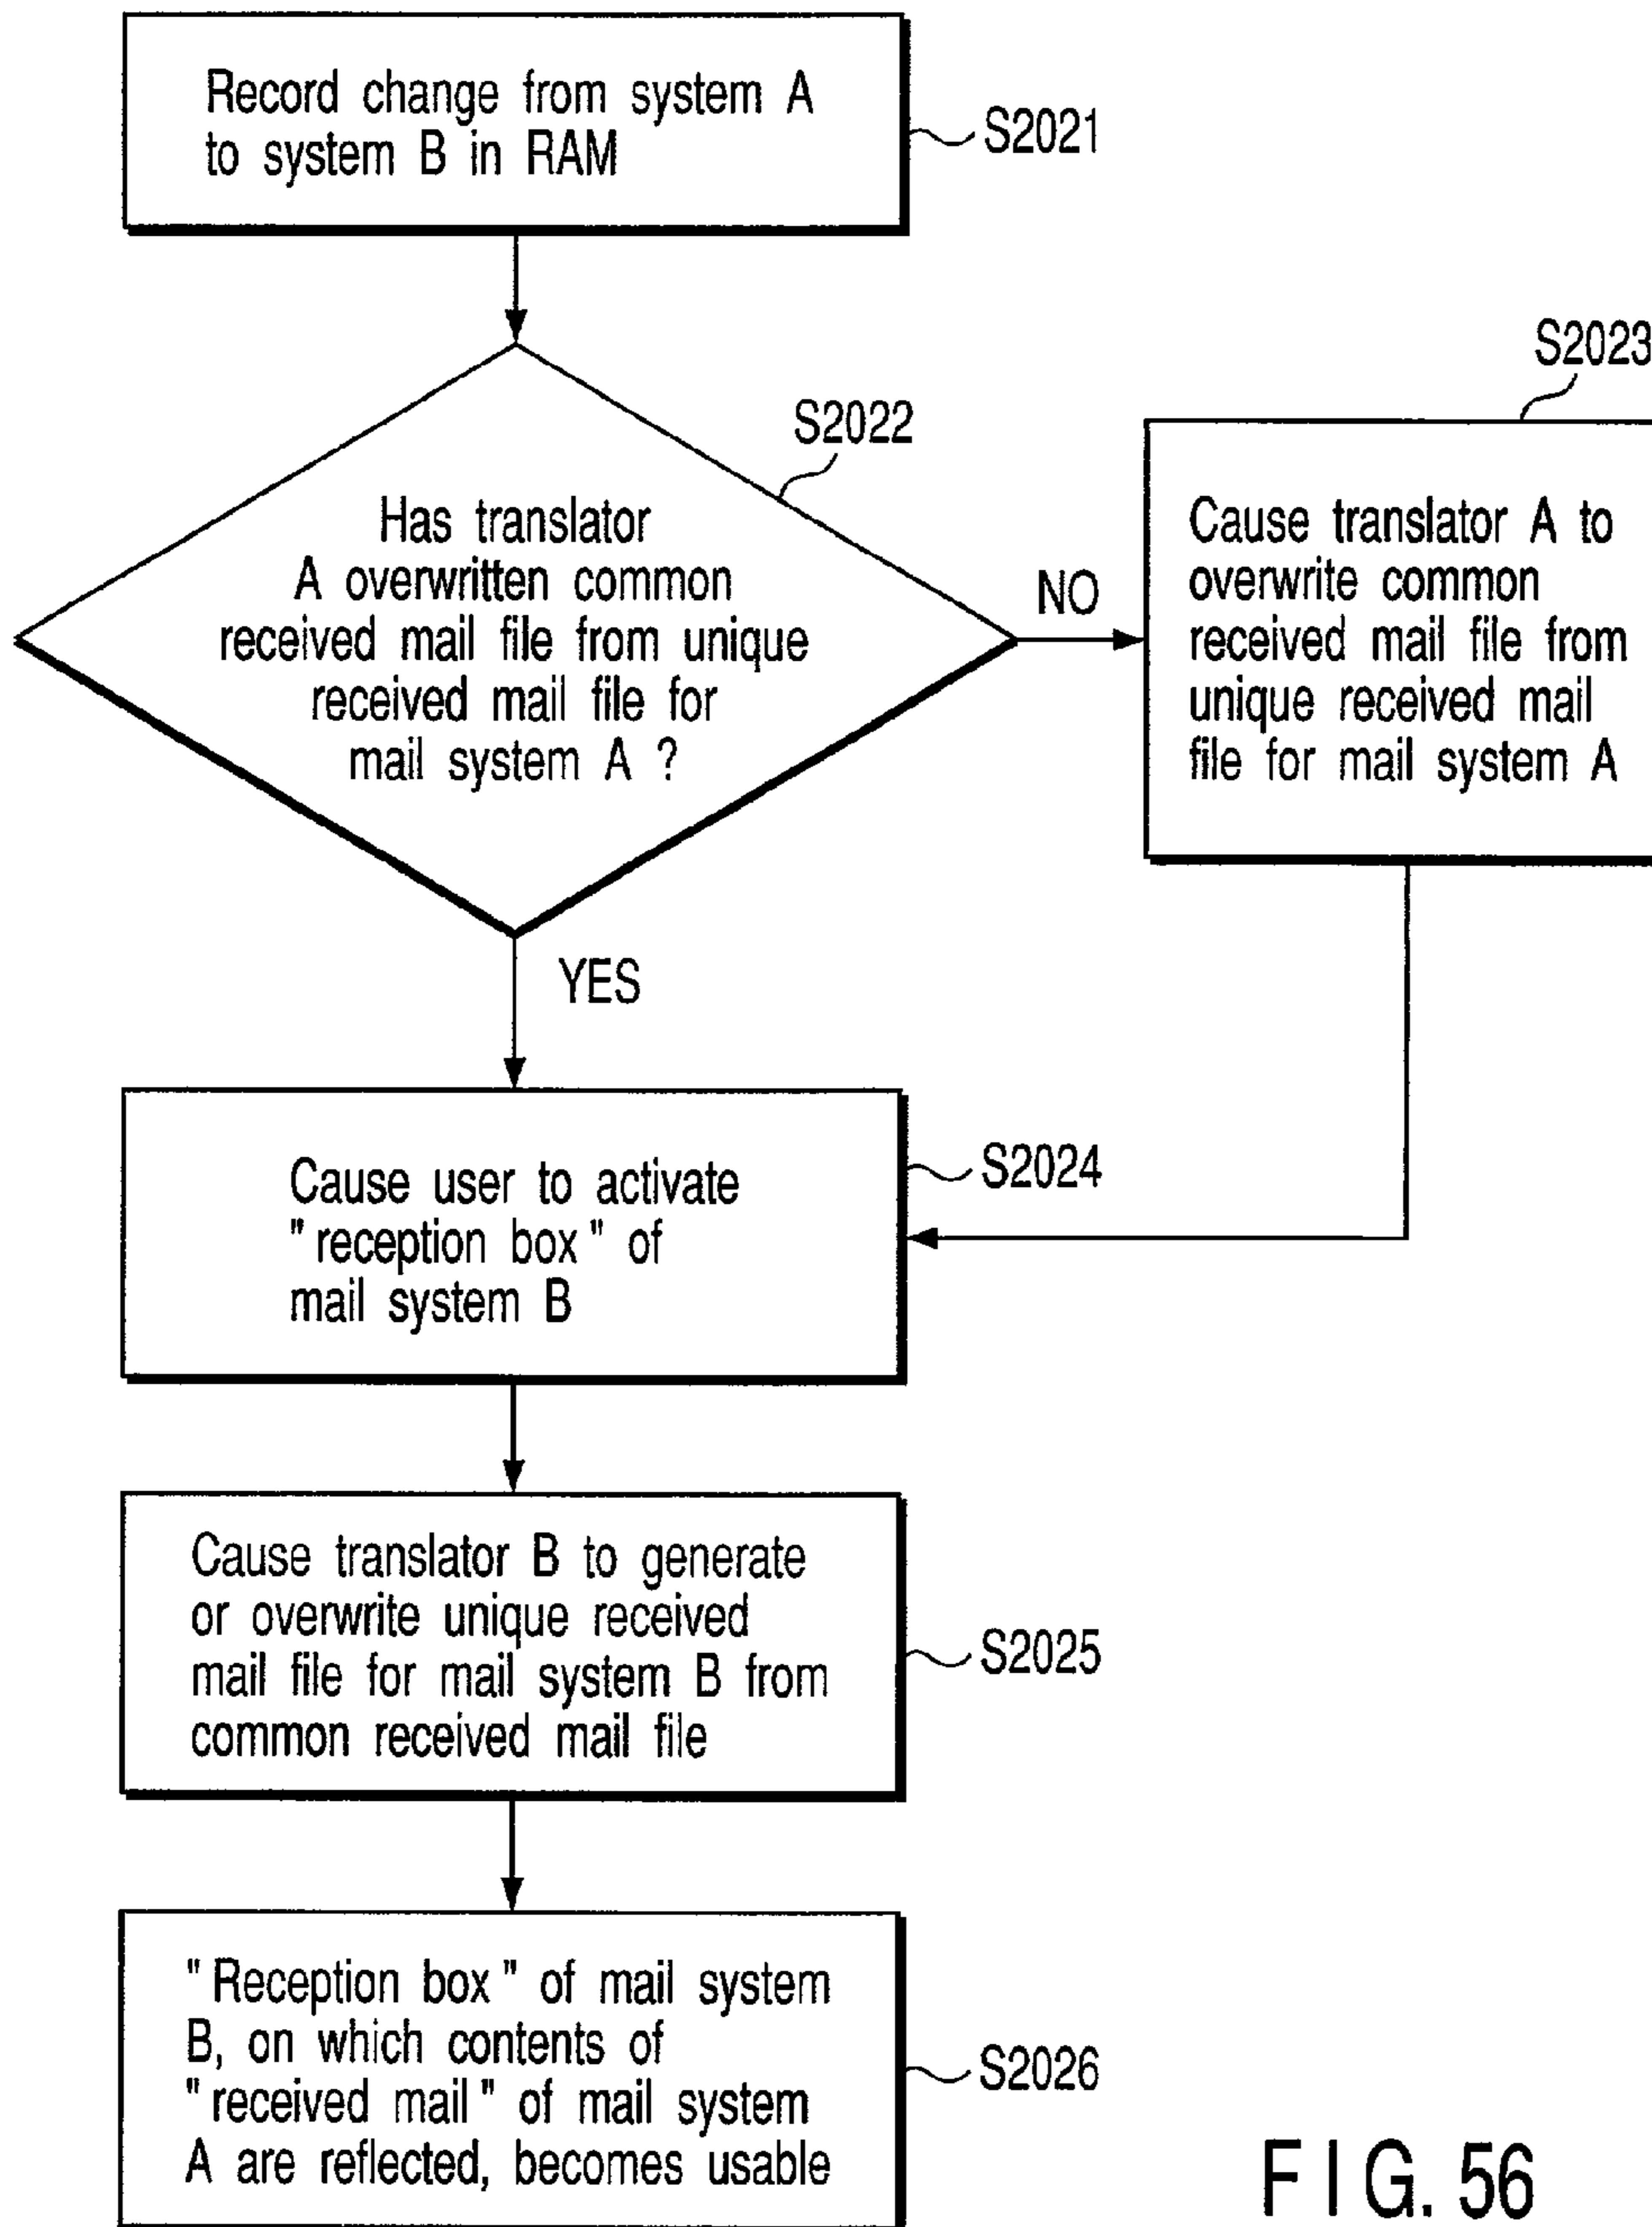 Record change from system A
to system B in RAM
S2021
S2022
Has translator
A overwritten common
received mail file from unique
received mail file for
mail system A ?
NO
S2023
Cause translator A to
overwrite common
received mail file from
unique received mail
file for mail system A
YES
Cause user to activate
"reception box" of
mail system B
S2024
Cause translator B to generate
or overwrite unique received
mail file for mail system B from
common received mail file
S2025
"Reception box" of mail system
B, on which contents of
"received mail" of mail system
A are reflected, becomes usable
S2026
FIG. 56